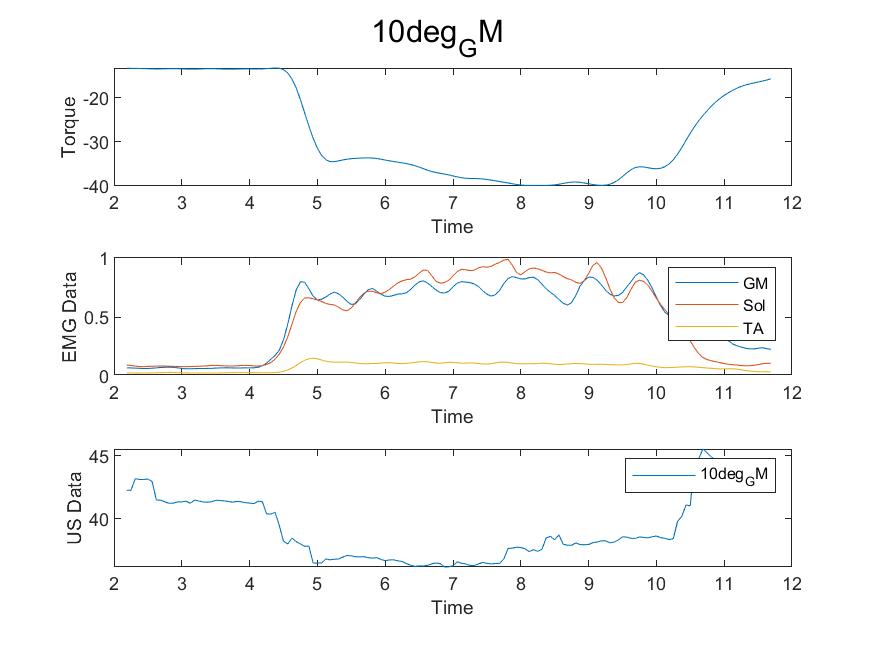 10deg_GM
-20
-30
-40
Torque
2 3 4 5 6 7 8 9 10 11 12
Time
1
0.5
0
EMG Data
GM
Sol
TA
2 3 4 5 6 7 8 9 10 11 12
Time
45
40
US Data
10deg_GM
2 3 4 5 6 7 8 9 10 11 12
Time